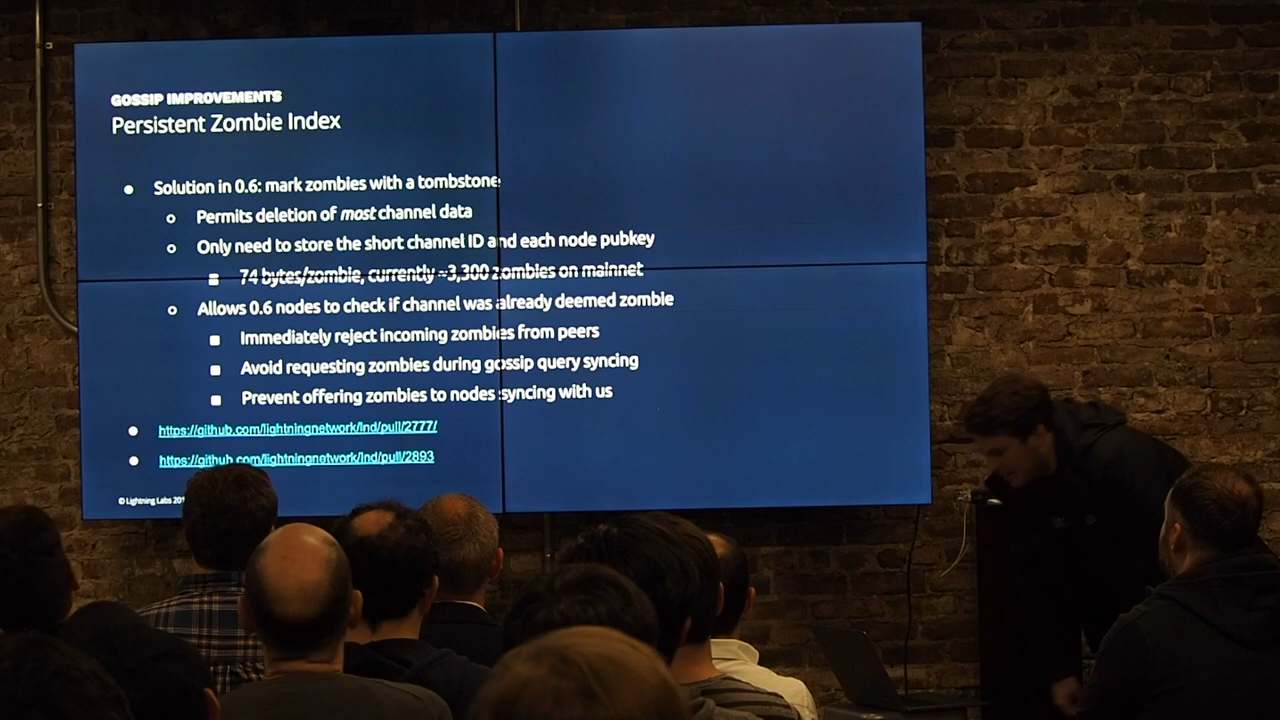 GOSSIP IMPROVEMENTS
Persistent Zombie Index
● Solution in 0.6: mark zombies with a tombstone
○ Permits deletion of most channel data
○ Only need to store the short channel ID and each node pubkey
■ 74 bytes/zombie, currently ~3,300 zombies on mainnet
○ Allows 0.6 nodes to check if channel was already deemed zombie
■ Immediately reject incoming zombies from peers
■ Avoid requesting zombies during gossip query syncing
■ Prevent offering zombies to nodes syncing with us
● https://github.com/lightningnetwork/lnd/pull/2777/
● https://github.com/lightningnetwork/lnd/pull/2893
© Lightning Labs